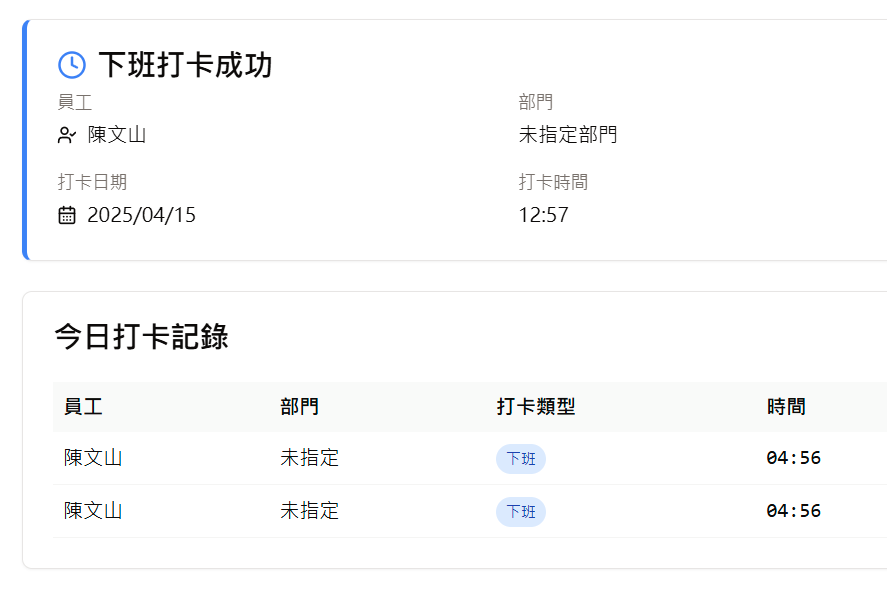 下班打卡成功
員工 部門
陳文山 未指定部門
打卡日期 打卡時間
2025/04/15 12:57
今日打卡記錄
員工 部門 打卡類型 時間
陳文山 未指定 下班 04:56
陳文山 未指定 下班 04:56